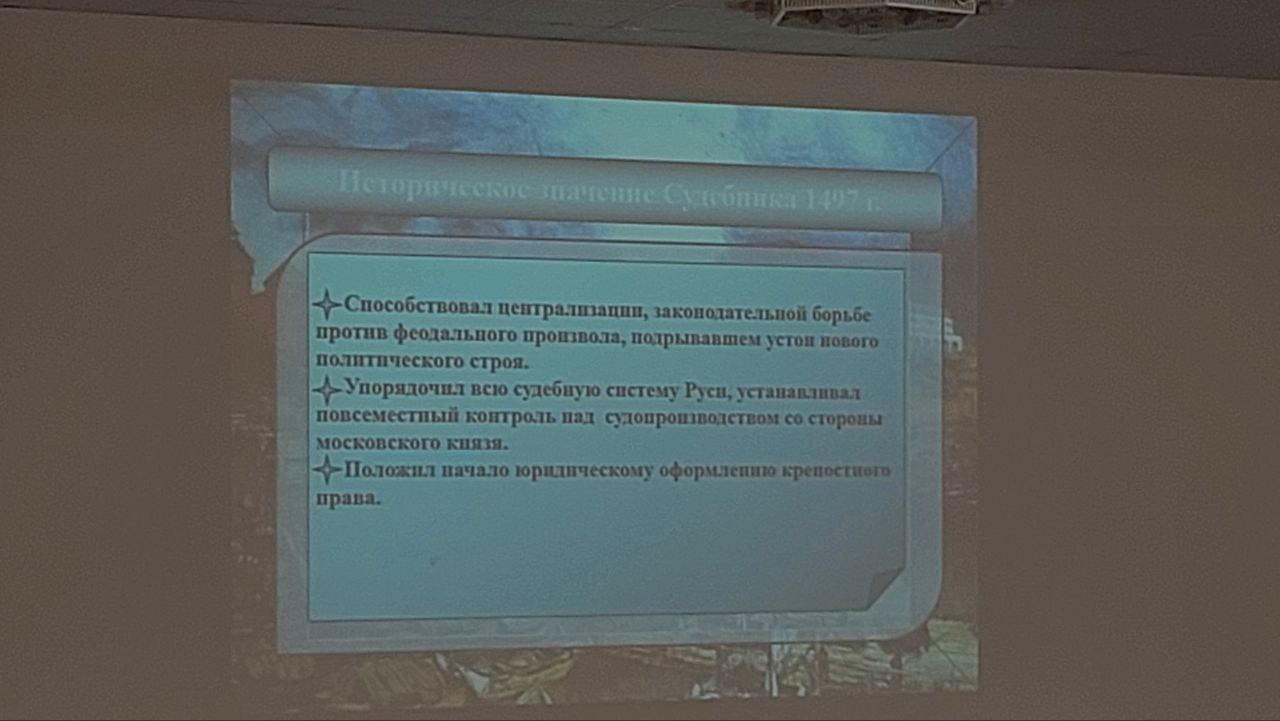 Историческое значение Судебника 1497 г.
Способствовал централизации, законодательной борьбе
против феодального произвола, подрывавшем устои нового
политического строя.
Упорядочил всю судебную систему Руси, устанавливал
повсеместный контроль над судопроизводством со стороны
московского князя.
Положил начало юридическому оформлению крепостного
права.